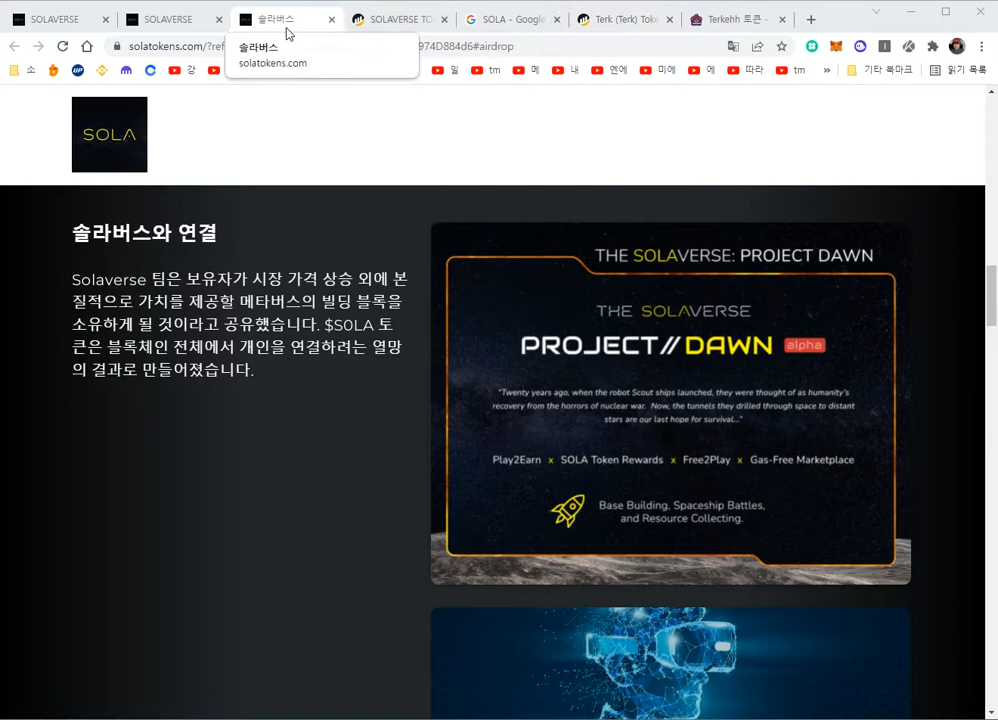 SOLAVERSE
SOLAVERSE
솔라버스
SOLAVERSE TO
SOLA - Google
Terk (Terk) Toke
Terkehh 토큰 -
solatokens.com/?ref
974D884d6#airdrop
솔라버스
solatokens.com
소
UP
강
일
tm
메
내
연예
미예
에
따라
tm
»
기타 북마크
읽기 목록
SOLA
솔라버스와 연결
Solaverse 팀은 보유자가 시장 가격 상승 외에 본
질적으로 가치를 제공할 메타버스의 빌딩 블록을
소유하게 될 것이라고 공유했습니다. $S0LA 토
큰은 블록체인 전체에서 개인을 연결하려는 열망
의 결과로 만들어졌습니다.
THE SOLAVERSE: PROJECT DAWN
THE SOLAVERSE
PROJECT//DAWN alpha
"Twenty years ago, when the robot Scout ships launched, they were thought of as humanity's
recovery from the horrors of nuclear war. Now, the tunnels they drilled through space to distant
stars are our last hope for survival..."
Play2Earn x SOLA Token Rewards x Free2Play x Gas-Free Marketplace
Base Building, Spaceship Battles,
and Resource Collecting.